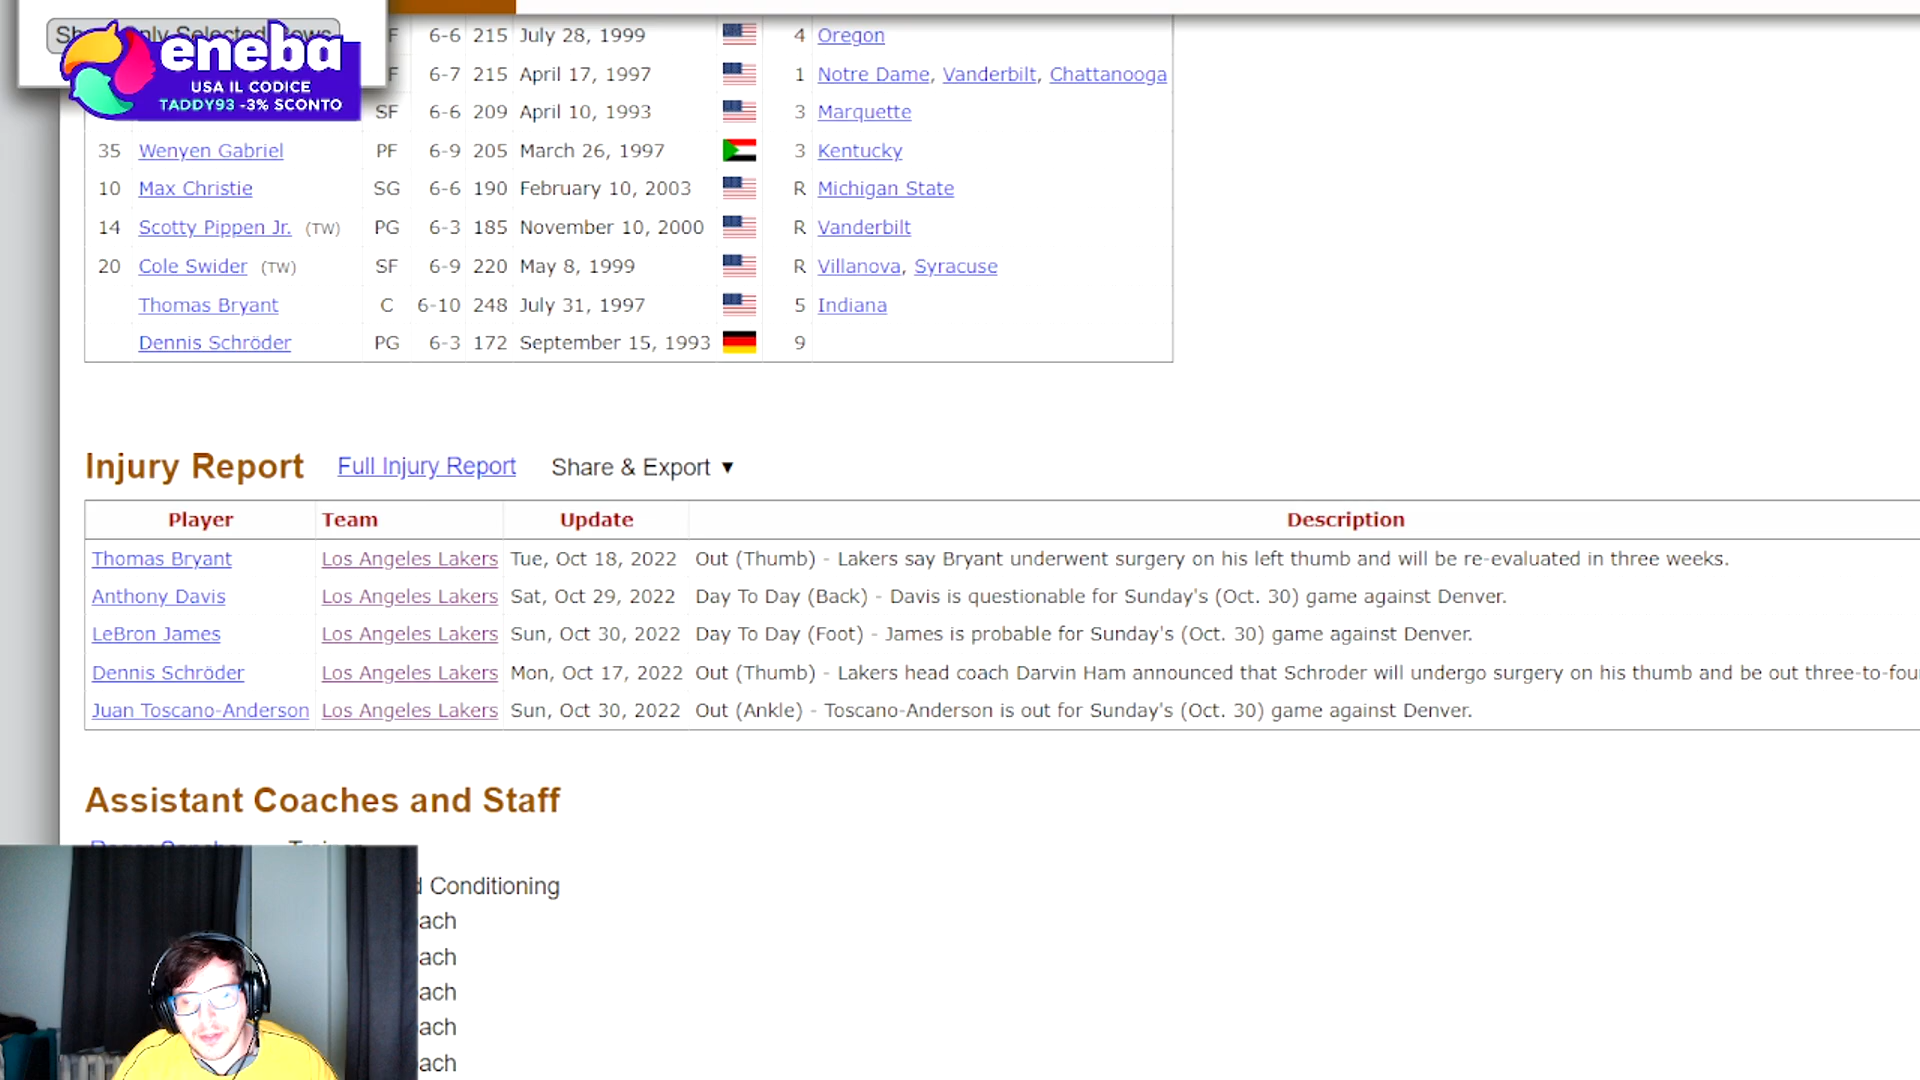 eneba
USA IL CODICE
TADDY93 -3% SCONTO
F 6-6 215 July 28, 1999 4 Oregon
F 6-7 215 April 17, 1997 1 Notre Dame, Vanderbilt, Chattanooga
SF 6-6 209 April 10, 1993 3 Marquette
35 Wenyen Gabriel PF 6-9 205 March 26, 1997 3 Kentucky
10 Max Christie SG 6-6 190 February 10, 2003 R Michigan State
14 Scotty Pippen Jr. (TW) PG 6-3 185 November 10, 2000 R Vanderbilt
20 Cole Swider (TW) SF 6-9 220 May 8, 1999 R Villanova, Syracuse
Thomas Bryant C 6-10 248 July 31, 1997 5 Indiana
Dennis Schröder PG 6-3 172 September 15, 1993 9
Injury Report Full Injury Report Share & Export ▼
Player Team Update Description
Thomas Bryant Los Angeles Lakers Tue, Oct 18, 2022 Out (Thumb) - Lakers say Bryant underwent surgery on his left thumb and will be re-evaluated in three weeks.
Anthony Davis Los Angeles Lakers Sat, Oct 29, 2022 Day To Day (Back) - Davis is questionable for Sunday's (Oct. 30) game against Denver.
LeBron James Los Angeles Lakers Sun, Oct 30, 2022 Day To Day (Foot) - James is probable for Sunday's (Oct. 30) game against Denver.
Dennis Schröder Los Angeles Lakers Mon, Oct 17, 2022 Out (Thumb) - Lakers head coach Darvin Ham announced that Schroder will undergo surgery on his thumb and be out three-to-fou
Juan Toscano-Anderson Los Angeles Lakers Sun, Oct 30, 2022 Out (Ankle) - Toscano-Anderson is out for Sunday's (Oct. 30) game against Denver.
Assistant Coaches and Staff
Conditioning
ach
ach
ach
ach
ach